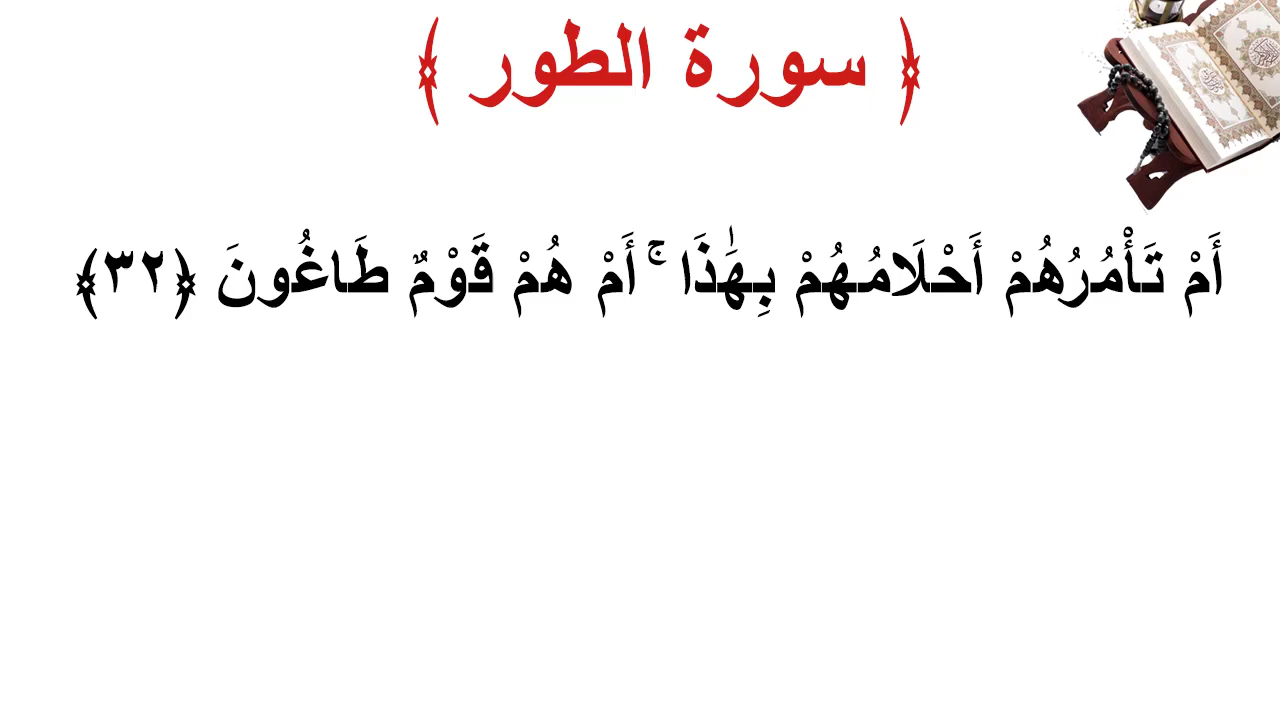 ﴿ سورة الطور ﴾
أَمْ تَأْمُرُهُمْ أَحْلَامُهُمْ بِهَٰذَا ۚ أَمْ هُمْ قَوْمٌ طَاغُونَ ﴿٣٢﴾